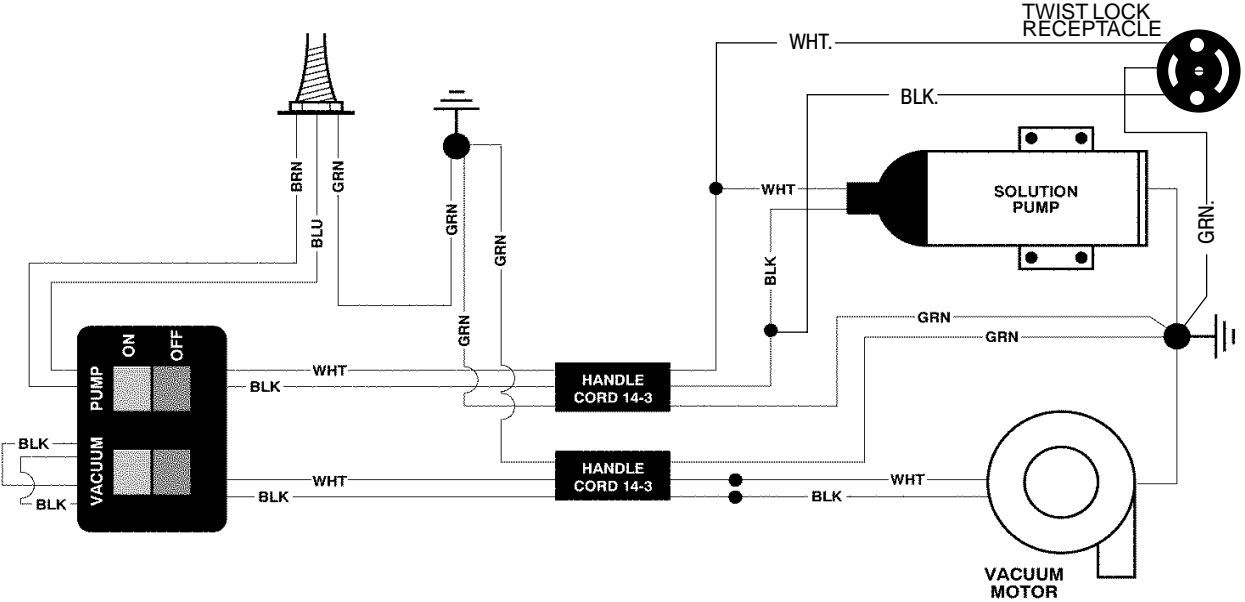 TWIST LOCK
RECEPTACLE
WHT.
BLK.
BRN
BLU
GRN
GRN
GRN
GRN
WHT
BLK
SOLUTION
PUMP
GRN.
GRN
GRN
ON
OFF
PUMP
VACUUM
WHT
BLK
HANDLE
CORD 14-3
BLK
BLK
WHT
BLK
HANDLE
CORD 14-3
WHT
BLK
VACUUM
MOTOR